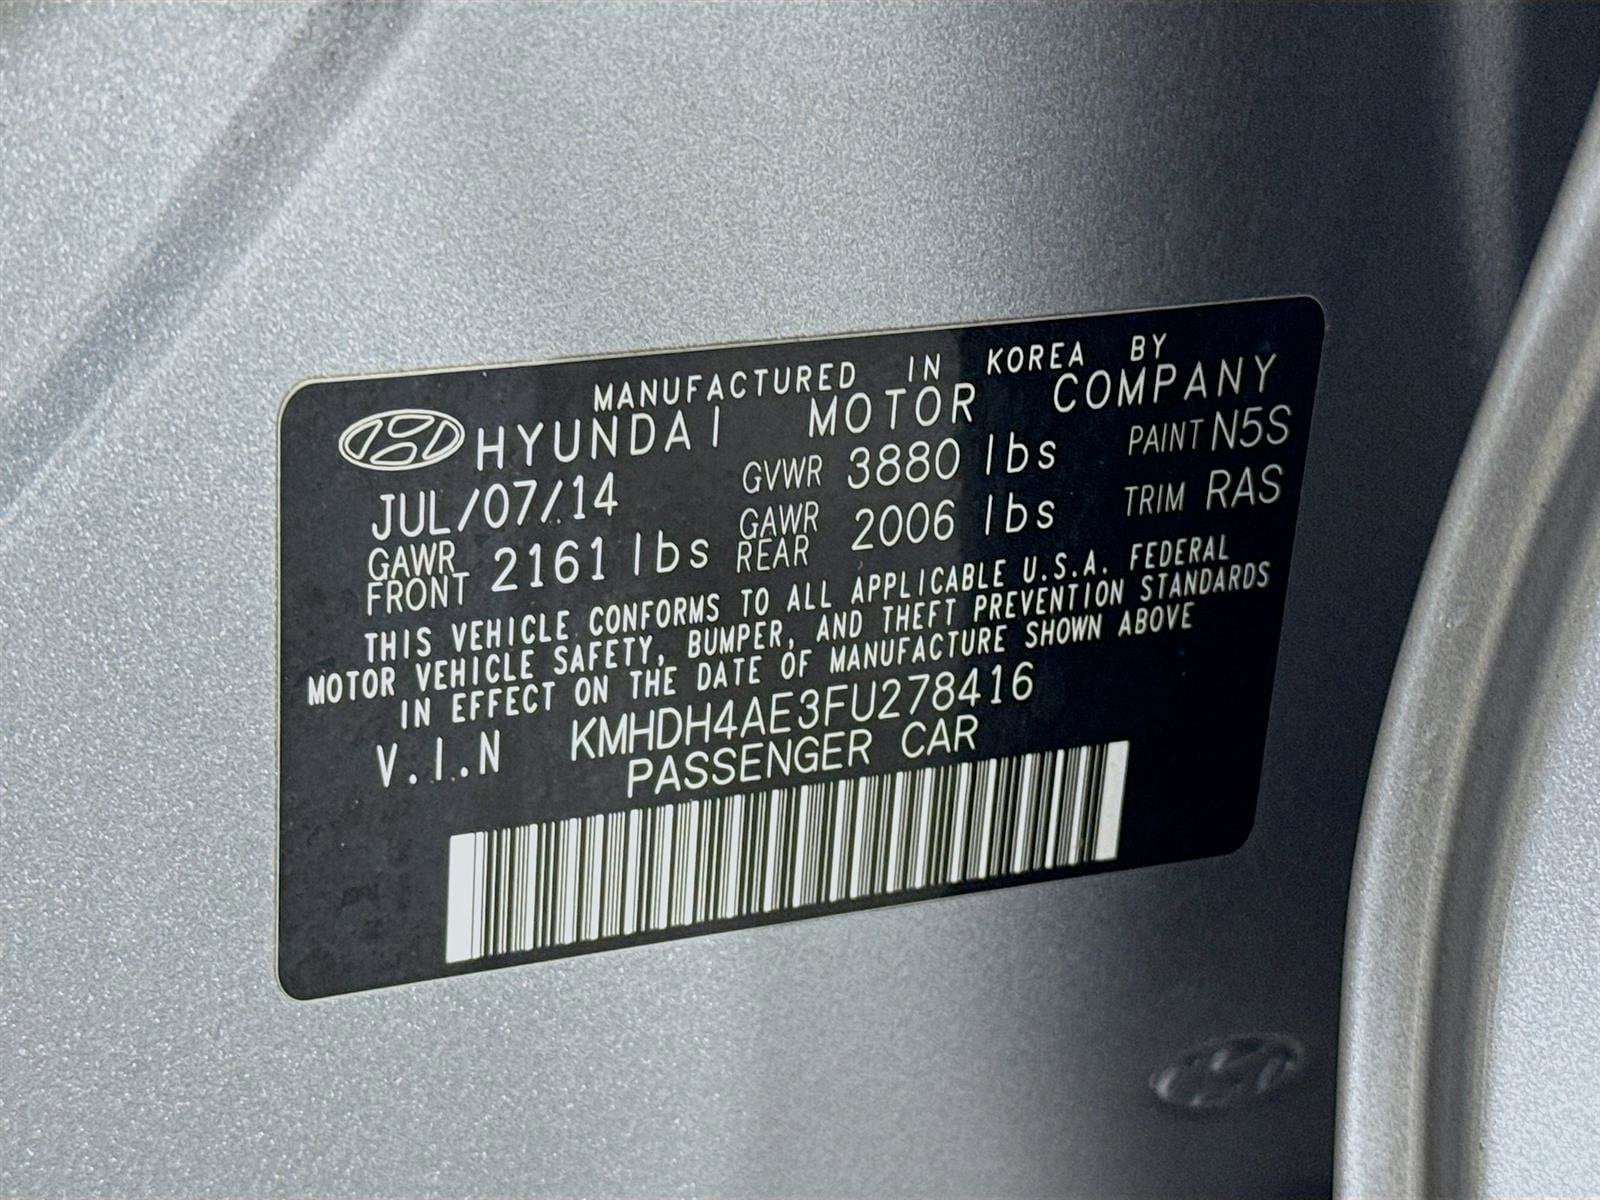 MANUFACTURED IN KOREA BY
HYUNDAI MOTOR COMPANY
JUL/07/14 GVWR 3880 lbs PAINT N5S
GAWR FRONT 2161 lbs GAWR REAR 2006 lbs TRIM RAS
THIS VEHICLE CONFORMS TO ALL APPLICABLE U.S.A. FEDERAL
MOTOR VEHICLE SAFETY, BUMPER, AND THEFT PREVENTION STANDARDS
IN EFFECT ON THE DATE OF MANUFACTURE SHOWN ABOVE
V.I.N KMHDH4AE3FU278416
PASSENGER CAR